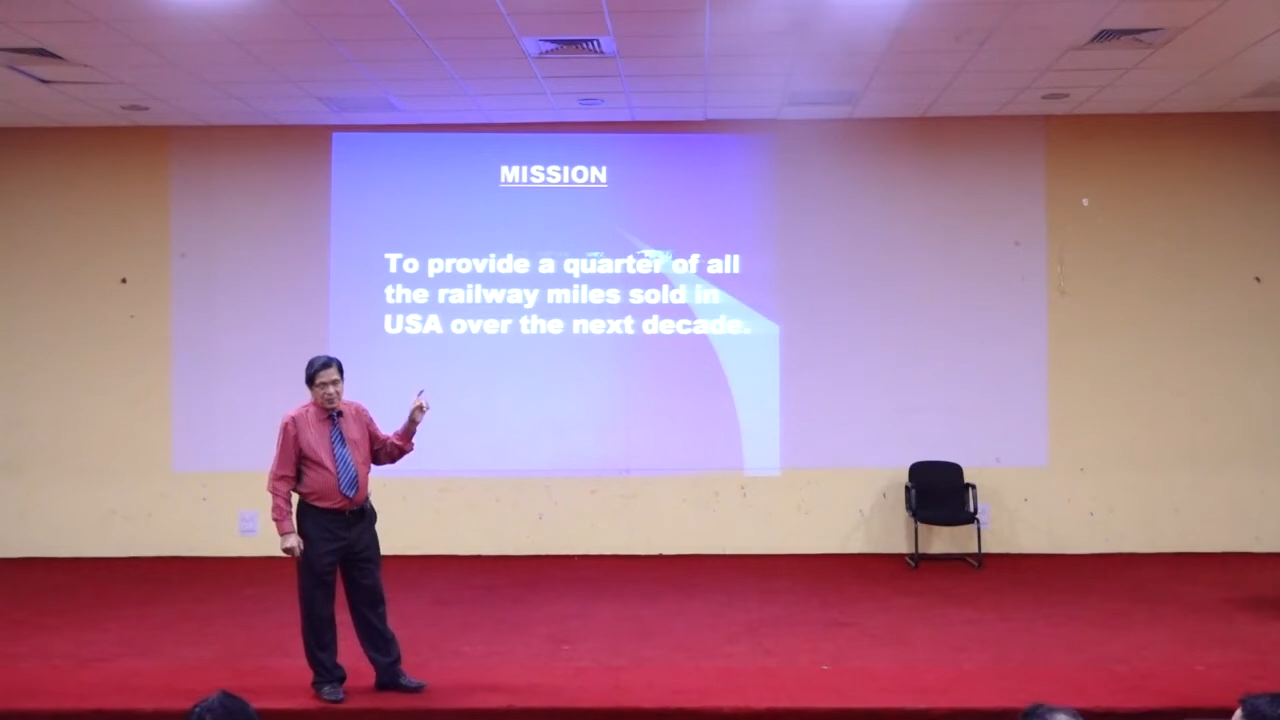 MISSION
To provide a quarter of all
the railway miles sold in
USA over the next decade.